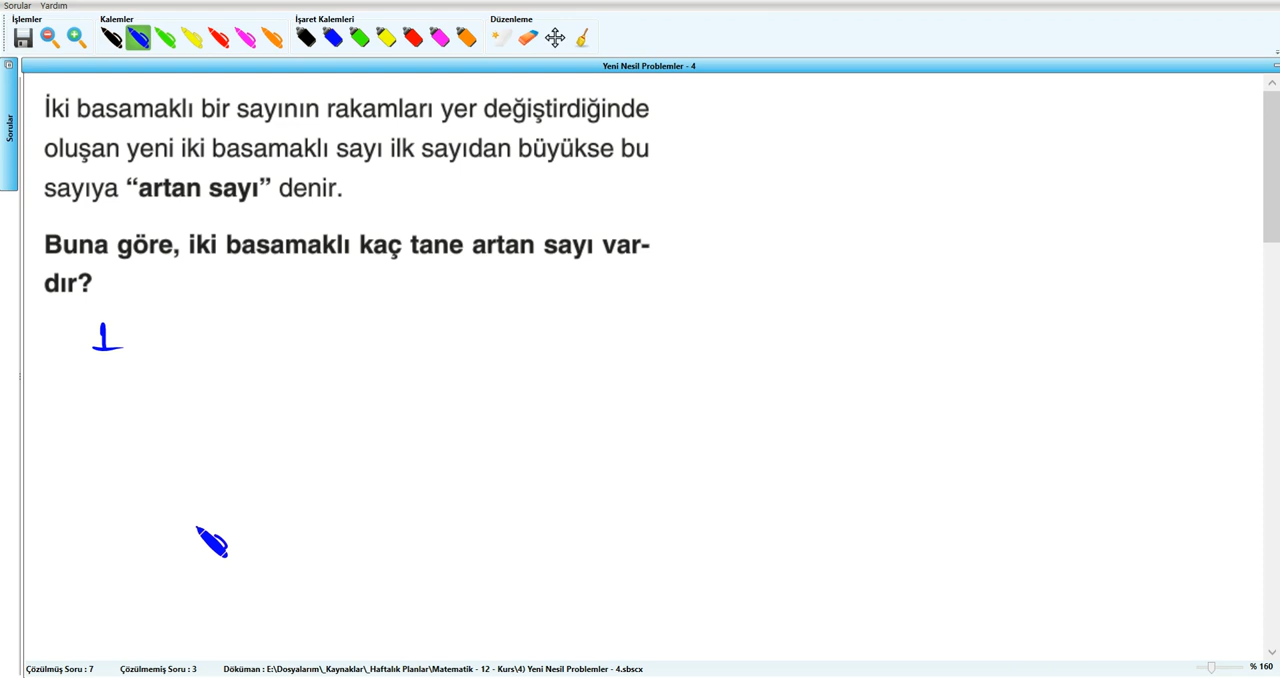 Sorular Yardım
İşlemler Kalemler İşaret Kalemleri Düzenleme
Yeni Nesil Problemler - 4
Sorular
İki basamaklı bir sayının rakamları yer değiştirdiğinde
oluşan yeni iki basamaklı sayı ilk sayıdan büyükse bu
sayıya “artan sayı” denir.
Buna göre, iki basamaklı kaç tane artan sayı var-
dır?
1
Çözülmüş Soru : 7 Çözülmemiş Soru : 3 Döküman : E:\Dosyalarım\_Kaynaklar\_Haftalık Planlar\Matematik - 12 - Kurs\4) Yeni Nesil Problemler - 4.sbscx % 160